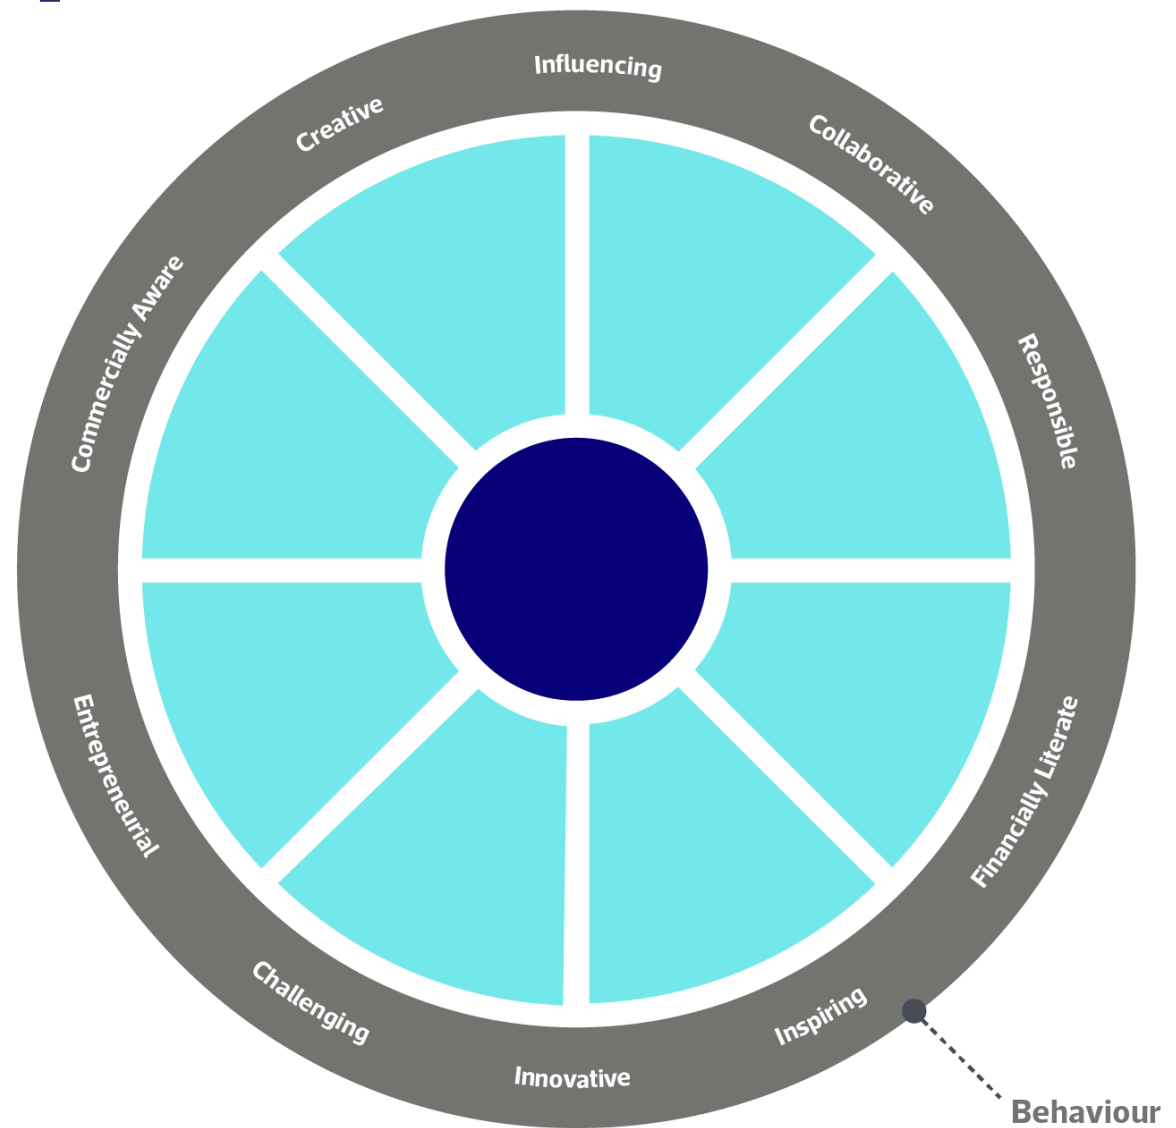 Influencing
Collaborative
Responsible
Financially Literate
Inspiring
Innovative
Challenging
Entrepreneurial
Commercially Aware
Creative
Behaviour